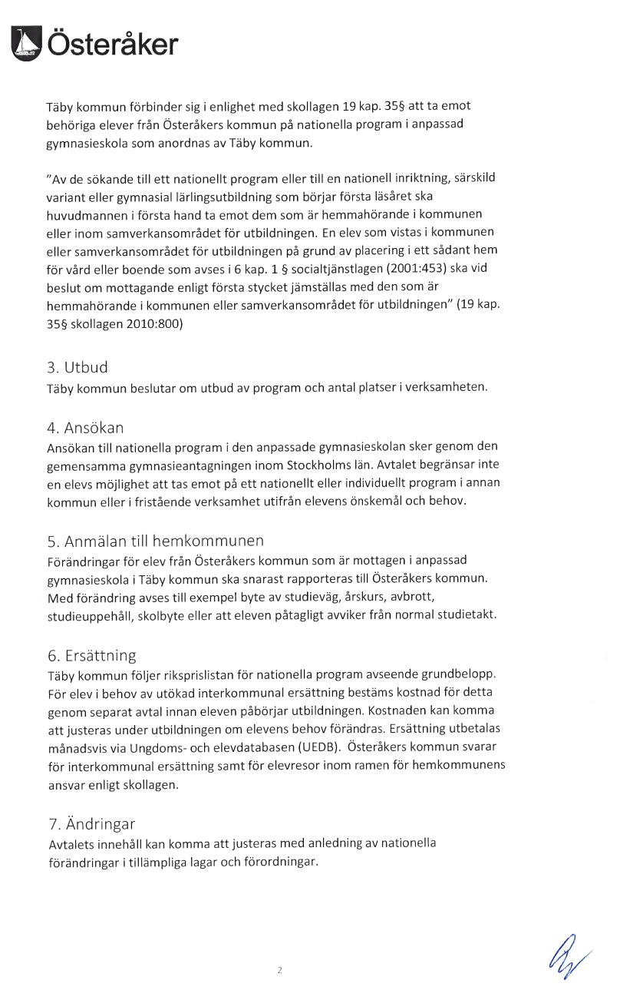 Österåker
Täby kommun förbinder sig i enlighet med skollagen 19 kap. 35§ att ta emot
behöriga elever från Österåkers kommun på nationella program i anpassad
gymnasieskola som anordnas av Täby kommun.
"Av de sökande till ett nationellt program eller till en nationell inriktning, särskild
variant eller gymnasial lärlingsutbildning som börjar första läsåret ska
huvudmannen i första hand ta emot dem som är hemmahörande i kommunen
eller inom samverkansområdet för utbildningen. En elev som vistas i kommunen
eller samverkansområdet för utbildningen på grund av placering i ett sådant hem
för vård eller boende som avses i 6 kap. 1 § socialtjänstlagen (2001:453) ska vid
beslut om mottagande enligt första stycket jämställas med den som är
hemmahörande i kommunen eller samverkansområdet för utbildningen" (19 kap.
35§ skollagen 2010:800)
3. Utbud
Täby kommun beslutar om utbud av program och antal platser i verksamheten.
4. Ansökan
Ansökan till nationella program i den anpassade gymnasieskolan sker genom den
gemensamma gymnasieantagningen inom Stockholms län. Avtalet begränsar inte
en elevs möjlighet att tas emot på ett nationellt eller individuellt program i annan
kommun eller i fristående verksamhet utifrån elevens önskemål och behov.
5. Anmälan till hemkommunen
Förändringar för elev från Österåkers kommun som är mottagen i anpassad
gymnasieskola i Täby kommun ska snarast rapporteras till Österåkers kommun.
Med förändring avses till exempel byte av studieväg, årskurs, avbrott,
studieuppehåll, skolbyte eller att eleven påtagligt avviker från normal studietakt.
6. Ersättning
Täby kommun följer riksprislistan för nationella program avseende grundbelopp.
För elev i behov av utökad interkommunal ersättning bestäms kostnad för detta
genom separat avtal innan eleven påbörjar utbildningen. Kostnaden kan komma
att justeras under utbildningen om elevens behov förändras. Ersättning utbetalas
månadsvis via Ungdoms- och elevdatabasen (UEDB). Österåkers kommun svarar
för interkommunal ersättning samt för elevresor inom ramen för hemkommunens
ansvar enligt skollagen.
7. Ändringar
Avtalets innehåll kan komma att justeras med anledning av nationella
förändringar i tillämpliga lagar och förordningar.
2